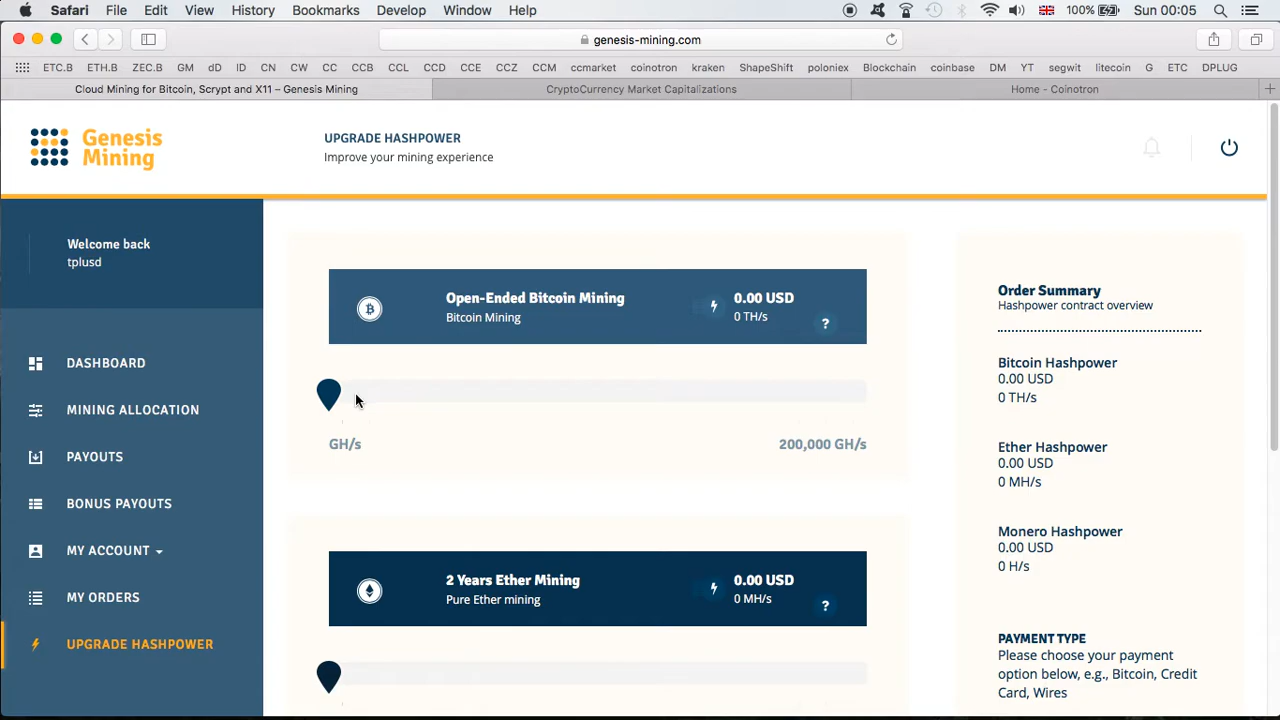 Safari File Edit View History Bookmarks Develop Window Help 100% Sun 00:05
genesis-mining.com
ETC.B ETH.B ZEC.B GM dD ID CN CW CC CCB CCL CCD CCE CCZ CCM ccmarket coinotron kraken ShapeShift poloniex Blockchain coinbase DM YT segwit litecoin G ETC DPLUG
Cloud Mining for Bitcoin, Scrypt and X11 – Genesis Mining
CryptoCurrency Market Capitalizations
Home - Coinotron
Genesis
Mining
UPGRADE HASHPOWER
Improve your mining experience
Welcome back
tplusd
DASHBOARD
MINING ALLOCATION
PAYOUTS
BONUS PAYOUTS
MY ACCOUNT
MY ORDERS
UPGRADE HASHPOWER
Open-Ended Bitcoin Mining
Bitcoin Mining
0.00 USD
0 TH/s
?
GH/s
200,000 GH/s
2 Years Ether Mining
Pure Ether mining
0.00 USD
0 MH/s
?
Order Summary
Hashpower contract overview
Bitcoin Hashpower
0.00 USD
0 TH/s
Ether Hashpower
0.00 USD
0 MH/s
Monero Hashpower
0.00 USD
0 H/s
PAYMENT TYPE
Please choose your payment
option below, e.g., Bitcoin, Credit
Card, Wires